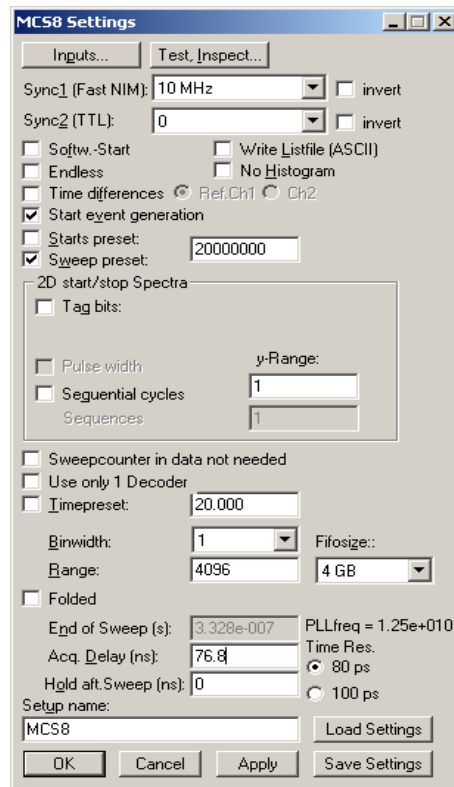 MCS8 Settings
Inputs... Test, Inspect...
Sync1 (Fast NIM): 10 MHz invert
Sync2 (TTL): 0 invert
Softw.-Start Write Listfile (ASCII)
Endless No Histogram
Time differences Ref.Ch1 Ch2
Start event generation
Starts preset:
20000000
Sweep preset:
2D start/stop Spectra
Tag bits:
Pulse width y-Range:
Sequential cycles 1
Sequences 1
Sweepcounter in data not needed
Use only 1 Decoder
Timepreset: 20.000
Binwidth: 1 Fifosize::
Range: 4096 4 GB
Folded
End of Sweep (s): 3.328e-007 PLLfreq = 1.25e+010
Acq. Delay (ns): 76.8 Time Res.
80 ps
Hold aft.Sweep (ns): 0 100 ps
Setup name:
MCS8 Load Settings
OK Cancel Apply Save Settings